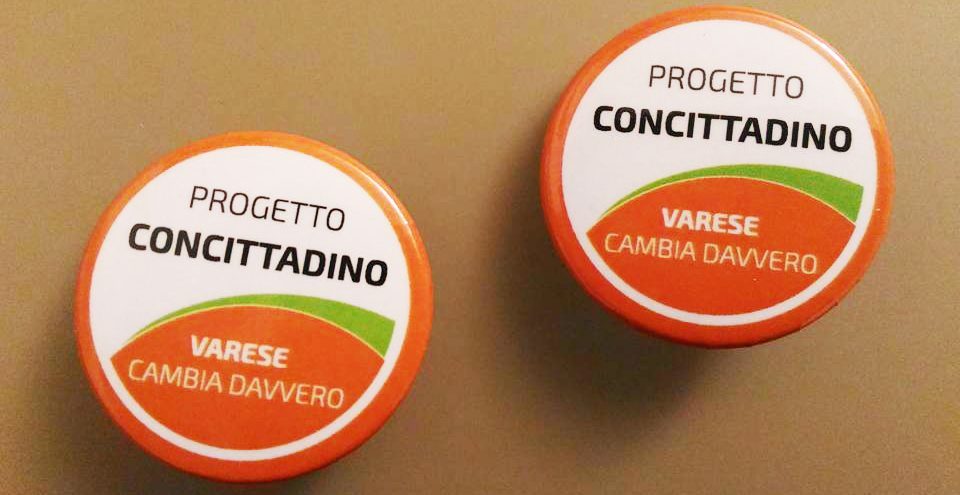 PROGETTO
CONCITTADINO
VARESE
CAMBIA DAVVERO
PROGETTO
CONCITTADINO
VARESE
CAMBIA DAVVERO